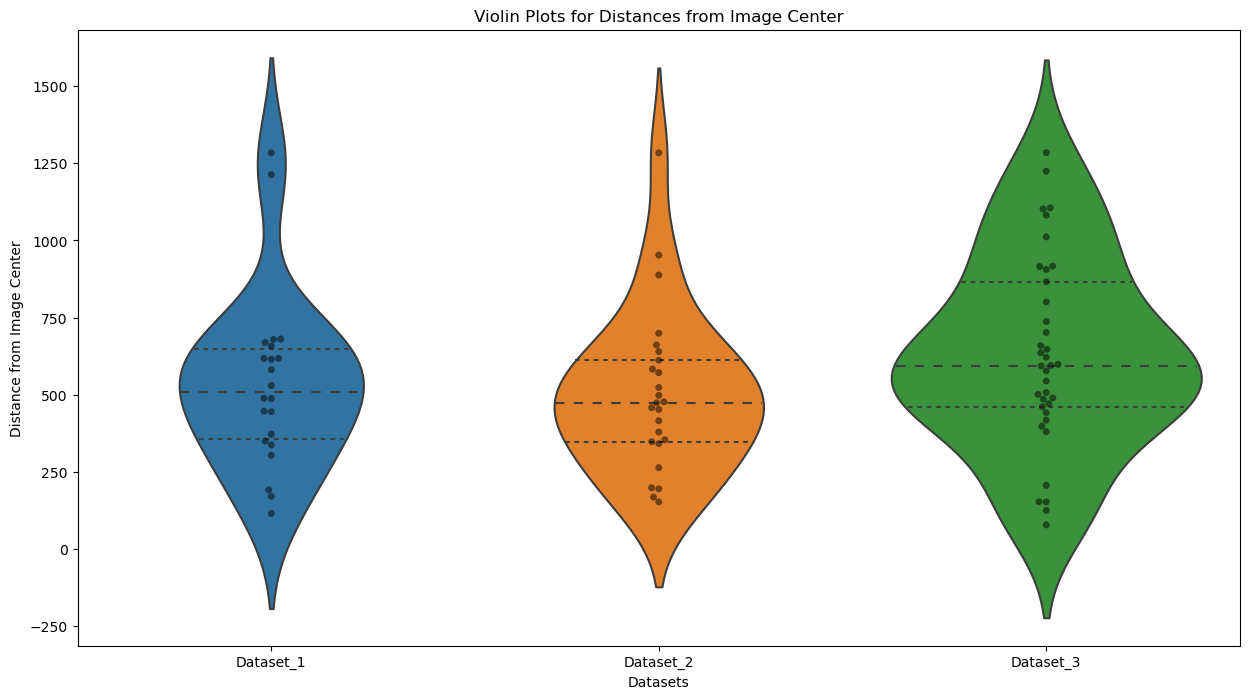 Violin Plots for Distances from Image Center
1500
1250
1000
750
500
250
0
−250
Distance from Image Center
Dataset_1
Dataset_2
Dataset_3
Datasets